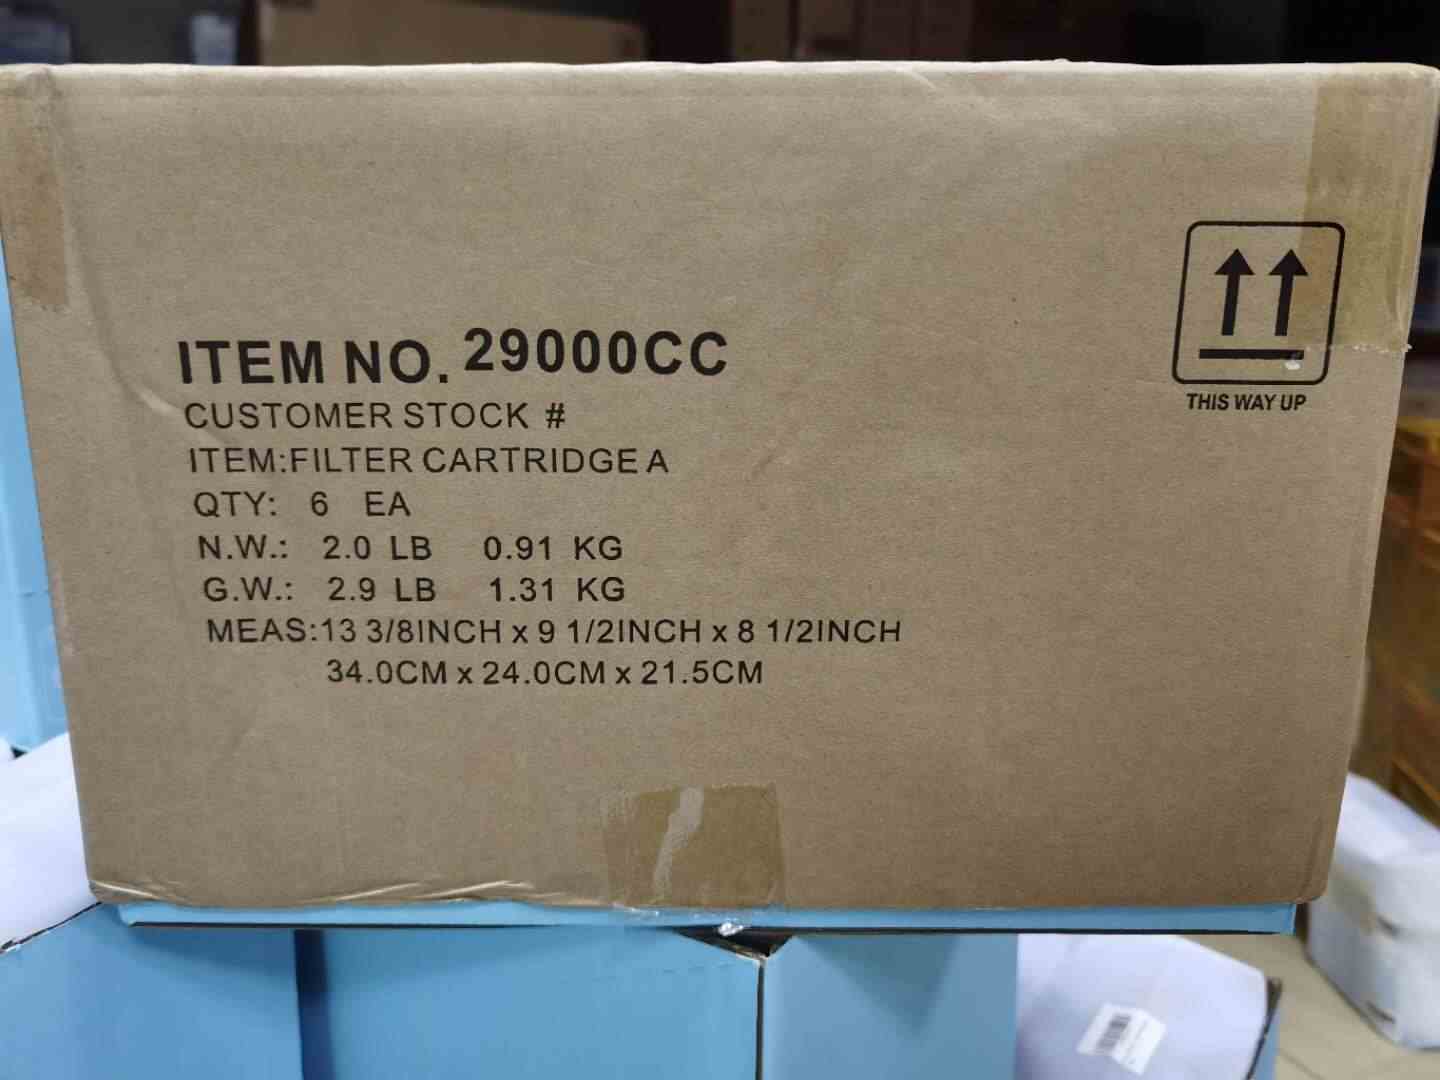 ITEM NO. 29000CC
CUSTOMER STOCK #
ITEM:FILTER CARTRIDGE A
QTY: 6 EA
N.W.: 2.0 LB 0.91 KG
G.W.: 2.9 LB 1.31 KG
MEAS:13 3/8INCH x 9 1/2INCH x 8 1/2INCH
34.0CM x 24.0CM x 21.5CM
THIS WAY UP